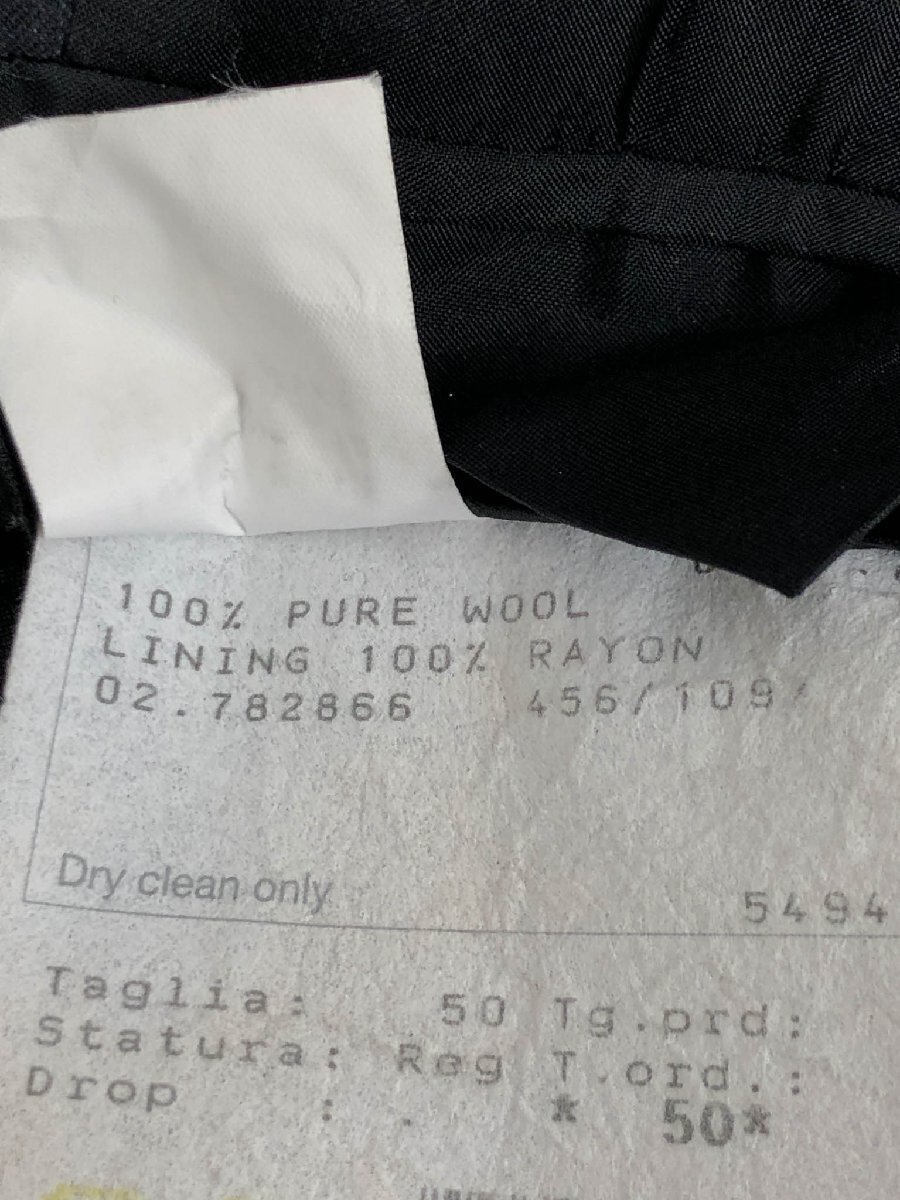 100% PURE WOOL
LINING 100% RAYON
02.782866 456/109
Dry clean only
5494
Taglia: 50 Tg.prd:
Statura: Reg T.ord.:
Drop : . * 50*